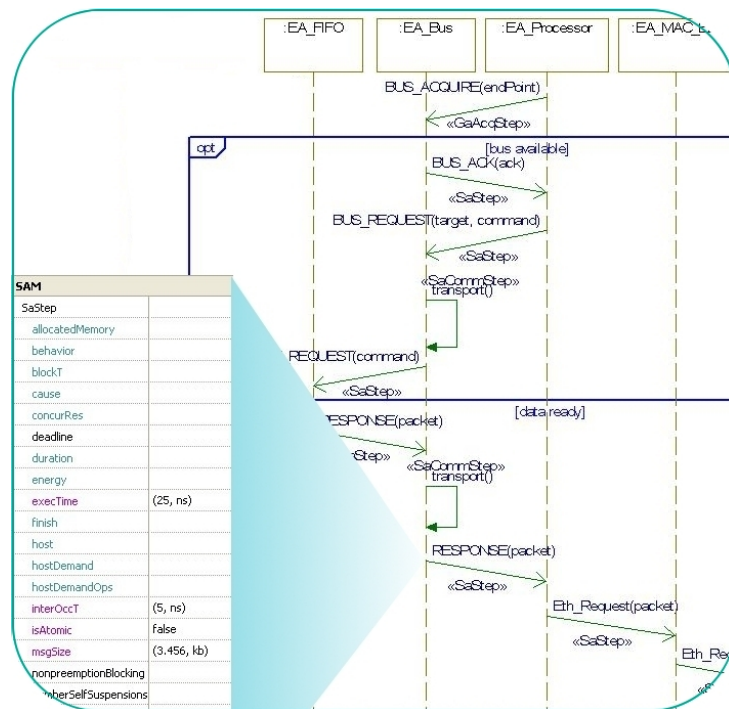 :EA_FIFO
:EA_Bus
:EA_Processor
BUS_ACQUIRE(endPoint)
«GaAcqStep»
opt
[bus available]
BUS_ACK(ack)
«SaStep»
BUS_REQUEST(target, command)
«SaStep»
«SaCommStep»
transport()
REQUEST(command)
«SaStep»
[data ready]
RESPONSE(packet)
«SaCommStep»
transport()
RESPONSE(packet)
«SaStep»
Eth_Request(packet)
«SaStep»
SAM
SaStep
allocatedMemory
behavior
blockT
cause
concurRes
deadline
duration
energy
execTime (25, ns)
finish
host
hostDemand
hostDemandOps
interOccT (5, ns)
isAtomic false
msgSize (3.456, kb)
nonpreemptionBlocking